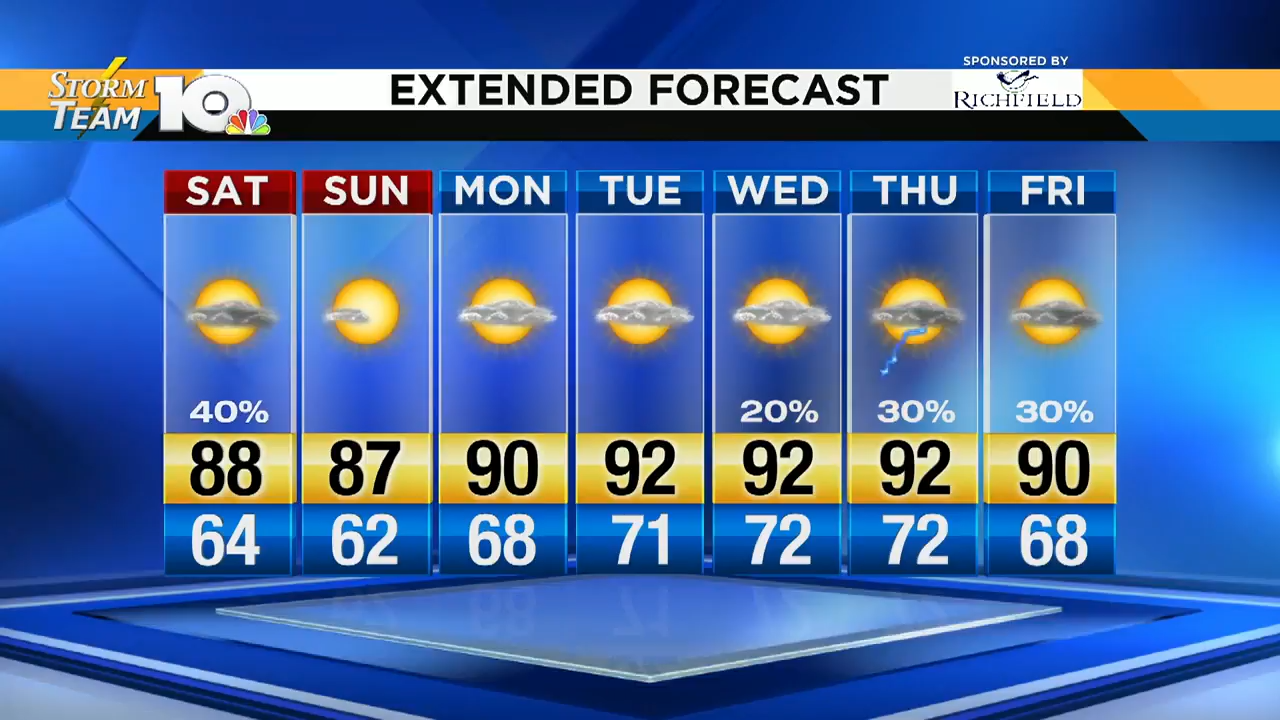 SPONSORED BY
STORM TEAM 10
EXTENDED FORECAST
RICHFIELD
SAT SUN MON TUE WED THU FRI
40% 20% 30% 30%
88 87 90 92 92 92 90
64 62 68 71 72 72 68